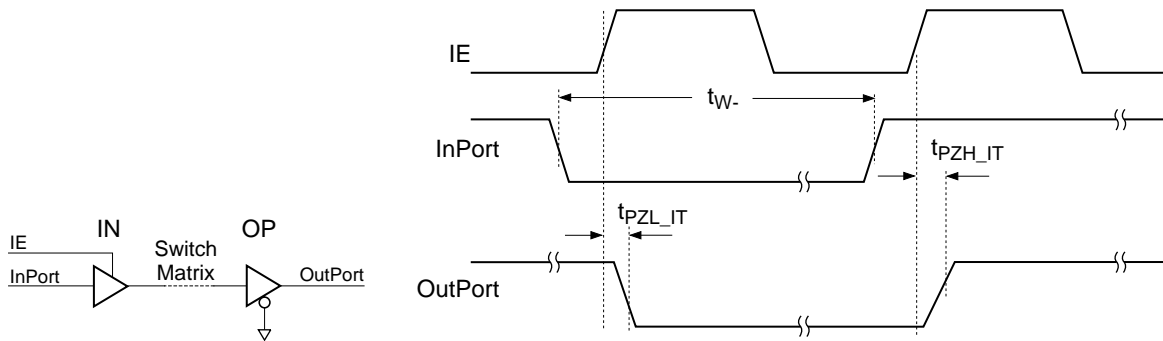 IN
OP
IE
InPort
Switch
Matrix
OutPort
IE
tW-
InPort
tPZH_IT
tPZL_IT
OutPort